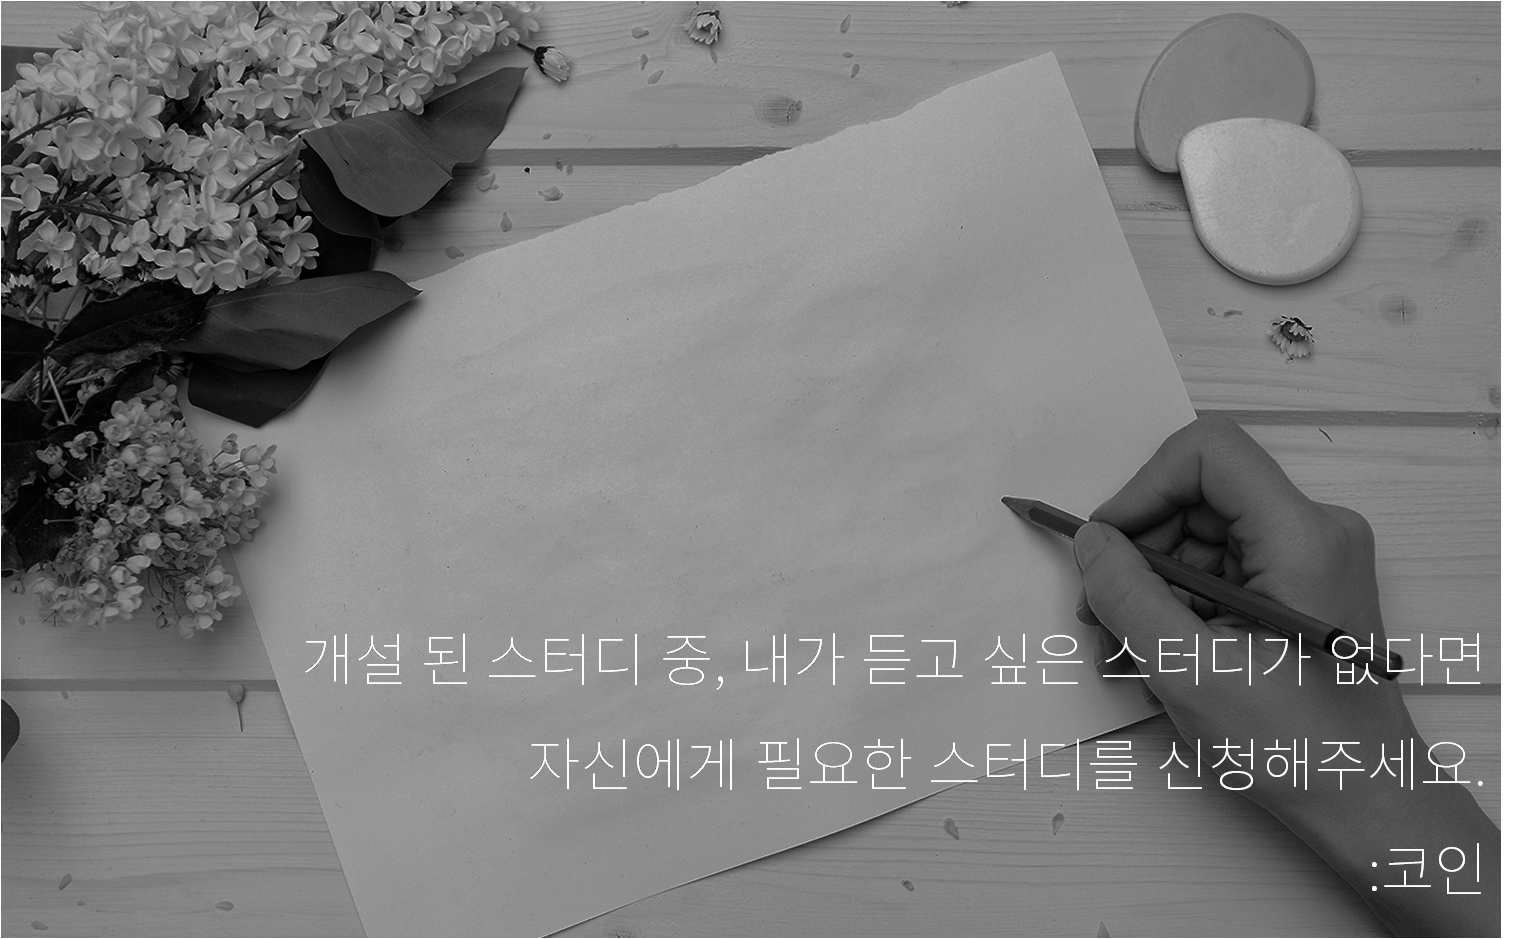 개설 된 스터디 중, 내가 듣고 싶은 스터디가 없다면
자신에게 필요한 스터디를 신청해주세요.
:코인